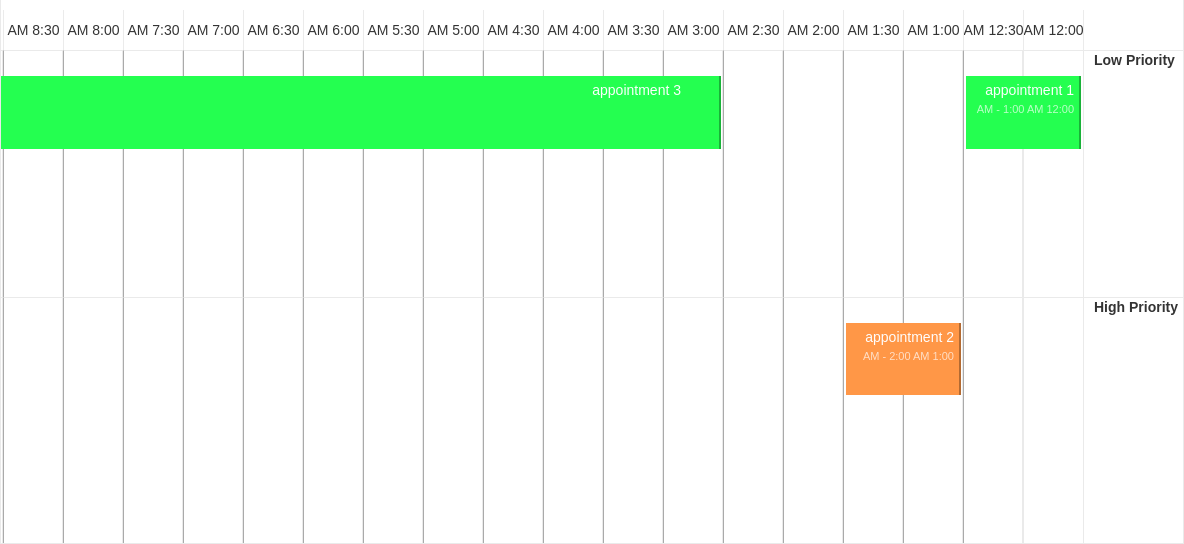 AM 8:30 AM 8:00 AM 7:30 AM 7:00 AM 6:30 AM 6:00 AM 5:30 AM 5:00 AM 4:30 AM 4:00 AM 3:30 AM 3:00 AM 2:30 AM 2:00 AM 1:30 AM 1:00 AM 12:30 AM 12:00
Low Priority
appointment 3
appointment 1
AM - 1:00 AM 12:00
High Priority
appointment 2
AM - 2:00 AM 1:00